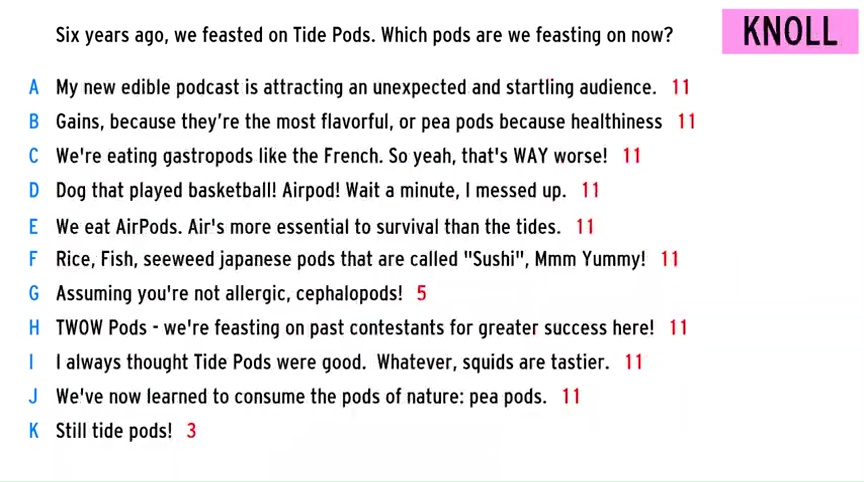 Six years ago, we feasted on Tide Pods. Which pods are we feasting on now?
KNOLL
A My new edible podcast is attracting an unexpected and startling audience. 11
B Gains, because they're the most flavorful, or pea pods because healthiness 11
C We're eating gastropods like the French. So yeah, that's WAY worse! 11
D Dog that played basketball! Airpod! Wait a minute, I messed up. 11
E We eat AirPods. Air's more essential to survival than the tides. 11
F Rice, Fish, seeweed japanese pods that are called "Sushi", Mmm Yummy! 11
G Assuming you're not allergic, cephalopods! 5
H TWOW Pods - we're feasting on past contestants for greater success here! 11
I I always thought Tide Pods were good. Whatever, squids are tastier. 11
J We've now learned to consume the pods of nature: pea pods. 11
K Still tide pods! 3